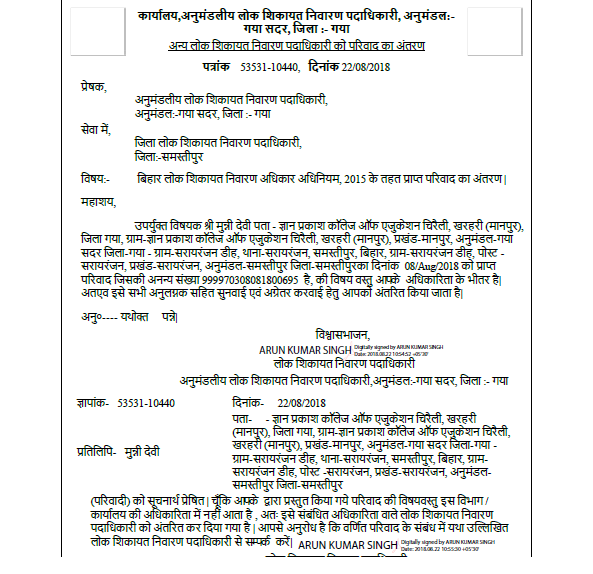 कार्यालय,अनुमंडलीय लोक शिकायत निवारण पदाधिकारी, अनुमंडल:-
गया सदर, जिला :- गया
अन्य लोक शिकायत निवारण पदाधिकारी को परिवाद का अंतरण
पत्रांक 53531-10440, दिनांक 22/08/2018
प्रेषक,
अनुमंडलीय लोक शिकायत निवारण पदाधिकारी,
अनुमंडल:-गया सदर, जिला :- गया
सेवा में,
जिला लोक शिकायत निवारण पदाधिकारी,
जिला:-समस्तीपुर
विषय:- बिहार लोक शिकायत निवारण अधिकार अधिनियम, 2015 के तहत प्राप्त परिवाद का अंतरण|
महाशय,
उपर्युक्त विषयक श्री मुन्नी देवी पता - ज्ञान प्रकाश कॉलेज ऑफ एजुकेशन चिरैली, खरहरी (मानपुर),
जिला गया, ग्राम-ज्ञान प्रकाश कॉलेज ऑफ एजुकेशन चिरैली, खरहरी (मानपुर), प्रखंड-मानपुर, अनुमंडल-गया
सदर जिला-गया - ग्राम-सरायरंजन डीह, थाना-सरायरंजन, समस्तीपुर, बिहार, ग्राम-सरायरंजन डीह, पोस्ट -
सरायरंजन, प्रखंड-सरायरंजन, अनुमंडल-समस्तीपुर जिला-समस्तीपुरका दिनांक 08/Aug/2018 को प्राप्त
परिवाद जिसकी अनन्य संख्या 999970308081800695 है, की विषय वस्तु आपके अधिकारिता के भीतर है|
अतएव इसे सभी अनुलग्नक सहित सुनवाई एवं अग्रेतर करवाई हेतु आपको अंतरित किया जाता है|
अनु०---- यथोक्त पन्ने|
विश्वासभाजन,
ARUN KUMAR SINGH Digitally signed by ARUN KUMAR SINGH
Date: 2018.08.22 10:54:52 +05'30'
लोक शिकायत निवारण पदाधिकारी
अनुमंडलीय लोक शिकायत निवारण पदाधिकारी,अनुमंडल:-गया सदर, जिला :- गया
ज्ञापांक- 53531-10440 दिनांक- 22/08/2018
पता- - ज्ञान प्रकाश कॉलेज ऑफ एजुकेशन चिरैली, खरहरी
(मानपुर), जिला गया, ग्राम-ज्ञान प्रकाश कॉलेज ऑफ एजुकेशन चिरैली,
खरहरी (मानपुर), प्रखंड-मानपुर, अनुमंडल-गया सदर जिला-गया -
प्रतिलिपि- मुन्नी देवी
ग्राम-सरायरंजन डीह, थाना-सरायरंजन, समस्तीपुर, बिहार, ग्राम-
सरायरंजन डीह, पोस्ट -सरायरंजन, प्रखंड-सरायरंजन, अनुमंडल-
समस्तीपुर जिला-समस्तीपुर
(परिवादी) को सूचनार्थ प्रेषित| चूँकि आपके द्वारा प्रस्तुत किया गये परिवाद की विषयवस्तु इस विभाग/
कार्यालय की अधिकारिता में नहीं आता है , अतः इसे संबंधित अधिकारिता वाले लोक शिकायत निवारण
पदाधिकारी को अंतरित कर दिया गया है| आपसे अनुरोध है कि वर्णित परिवाद के संबंध में यथा उल्लिखित
लोक शिकायत निवारण पदाधिकारी से सम्पर्क करें| ARUN KUMAR SINGH Digitally signed by ARUN KUMAR SINGH
Date: 2018.08.22 10:55:30 +05'30'